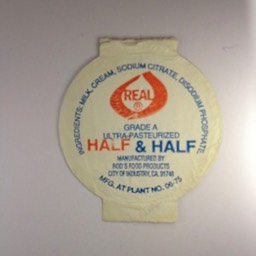 INGREDIENTS: MILK, CREAM, SODIUM CITRATE, DISODIUM PHOSPHATE.
REAL
®
GRADE A
ULTRA-PASTEURIZED
HALF & HALF
MANUFACTURED BY
ROD'S FOOD PRODUCTS
CITY OF INDUSTRY, CA. 91748
MFG. AT PLANT NO. 06-75